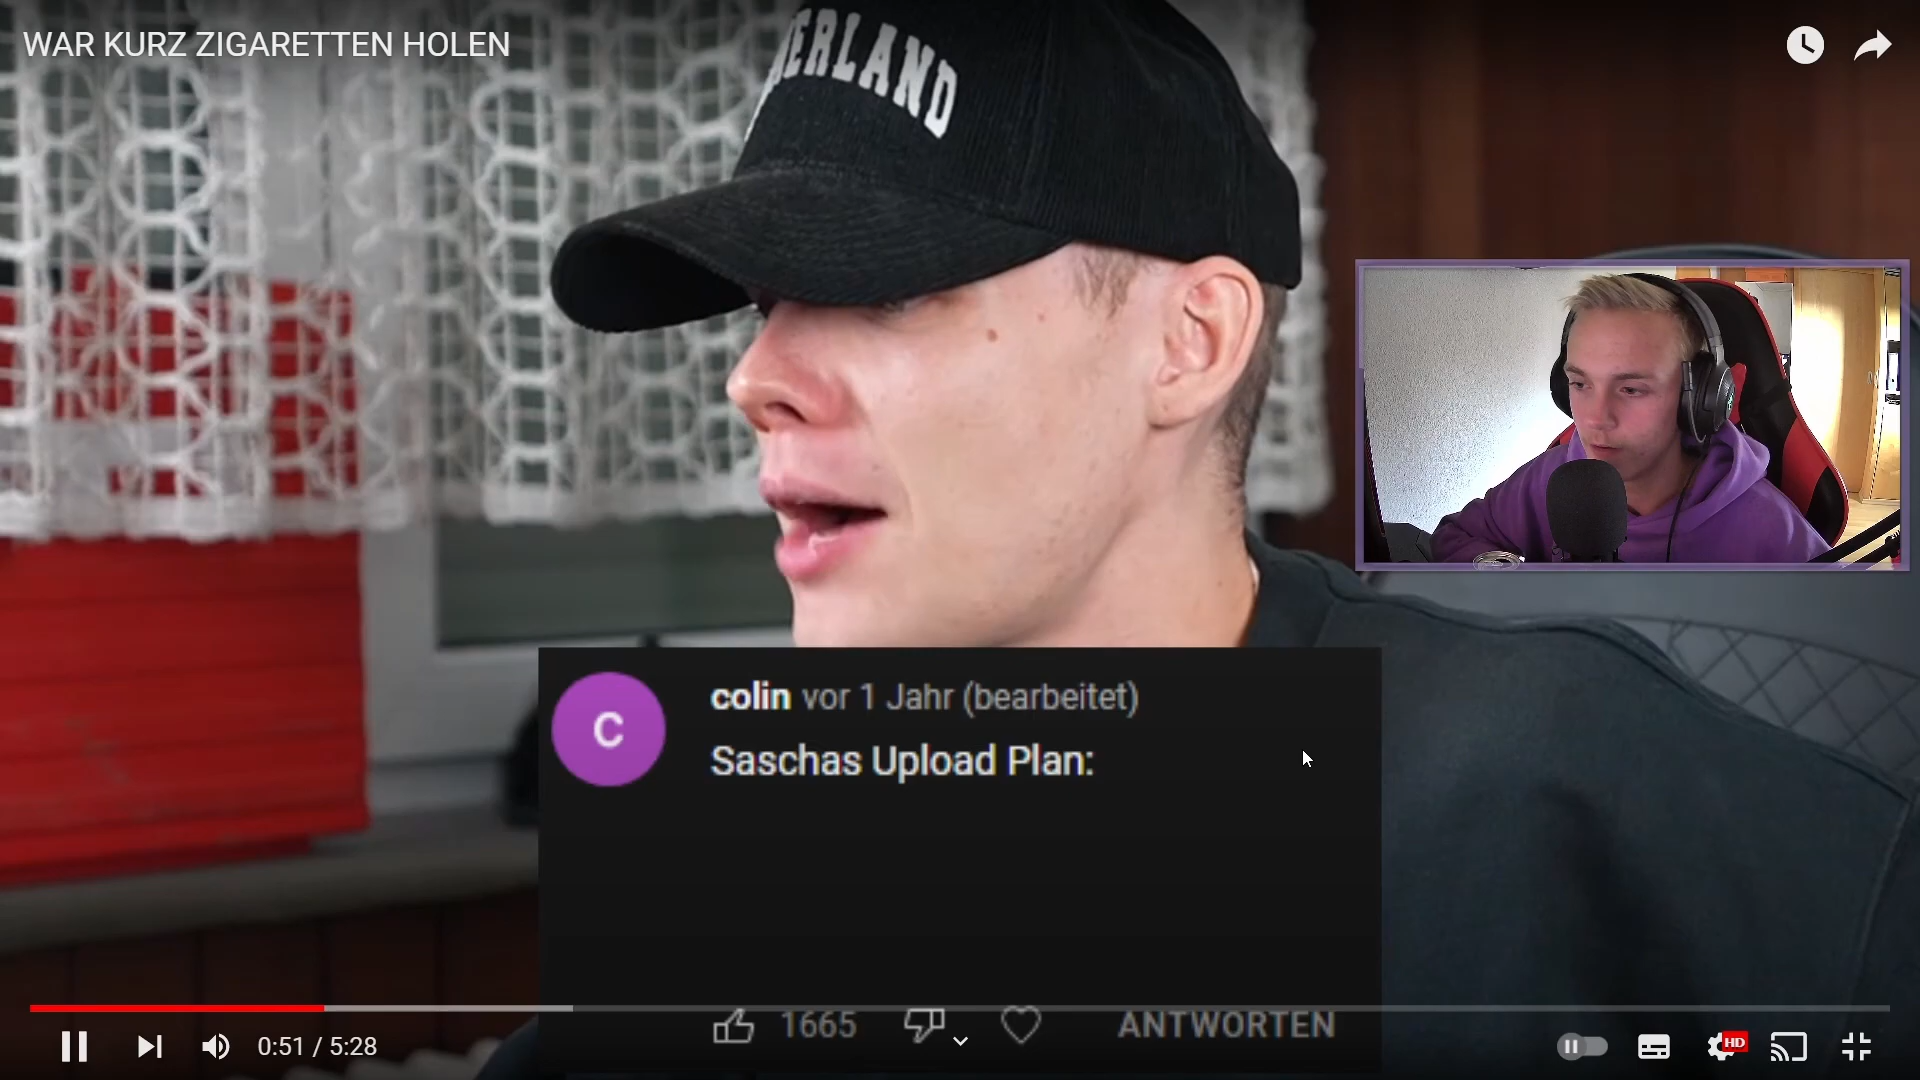 WAR KURZ ZIGARETTEN HOLEN
ERLAND
C
colin vor 1 Jahr (bearbeitet)
Saschas Upload Plan:
1665
ANTWORTEN
0:51 / 5:28
HD